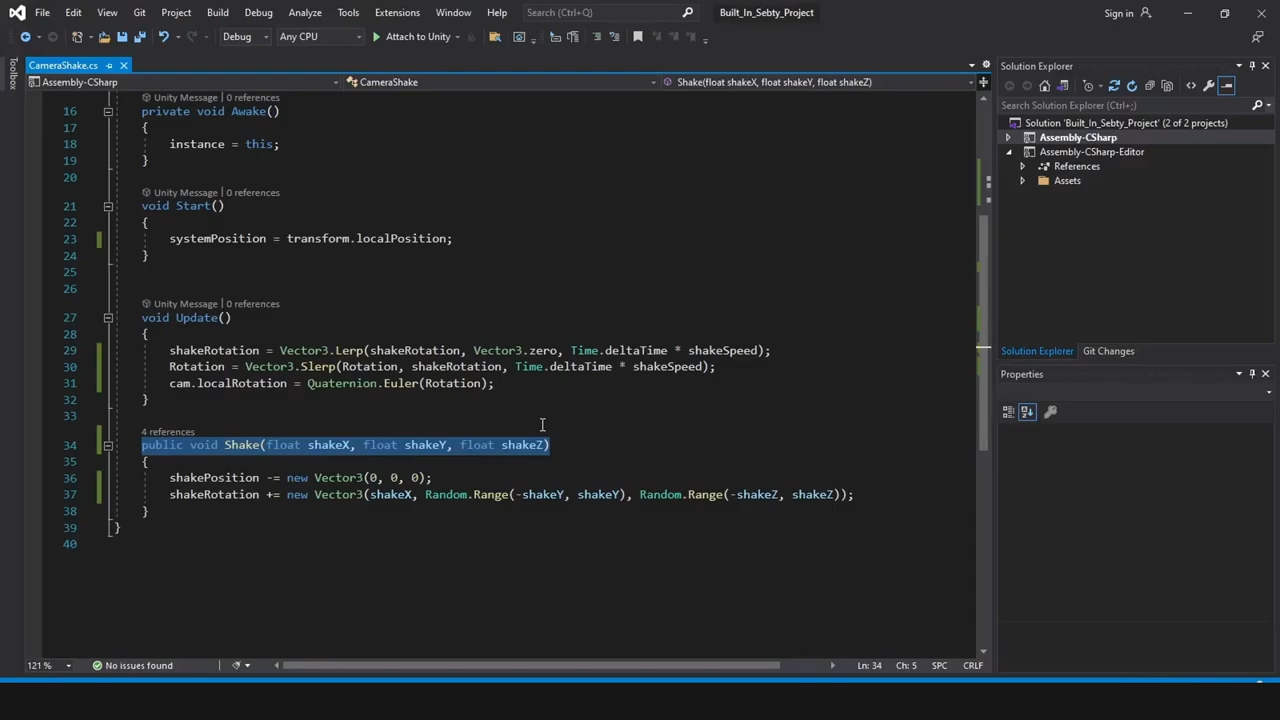 File Edit View Git Project Build Debug Analyze Tools Extensions Window Help Search (Ctrl+Q) Built_In_Sebty_Project Sign in
Debug Any CPU Attach to Unity
Toolbox
CameraShake.cs
Assembly-CSharp CameraShake Shake(float shakeX, float shakeY, float shakeZ)
Unity Message | 0 references
16 private void Awake()
17 {
18 instance = this;
19 }
20
Unity Message | 0 references
21 void Start()
22 {
23 systemPosition = transform.localPosition;
24 }
25
26
Unity Message | 0 references
27 void Update()
28 {
29 shakeRotation = Vector3.Lerp(shakeRotation, Vector3.zero, Time.deltaTime * shakeSpeed);
30 Rotation = Vector3.Slerp(Rotation, shakeRotation, Time.deltaTime * shakeSpeed);
31 cam.localRotation = Quaternion.Euler(Rotation);
32 }
33
4 references
34 public void Shake(float shakeX, float shakeY, float shakeZ)
35 {
36 shakePosition -= new Vector3(0, 0, 0);
37 shakeRotation += new Vector3(shakeX, Random.Range(-shakeY, shakeY), Random.Range(-shakeZ, shakeZ));
38 }
39 }
40
121 % No issues found Ln: 34 Ch: 5 SPC CRLF
Solution Explorer
Search Solution Explorer (Ctrl+;)
Solution 'Built_In_Sebty_Project' (2 of 2 projects)
Assembly-CSharp
Assembly-CSharp-Editor
References
Assets
Solution Explorer Git Changes
Properties